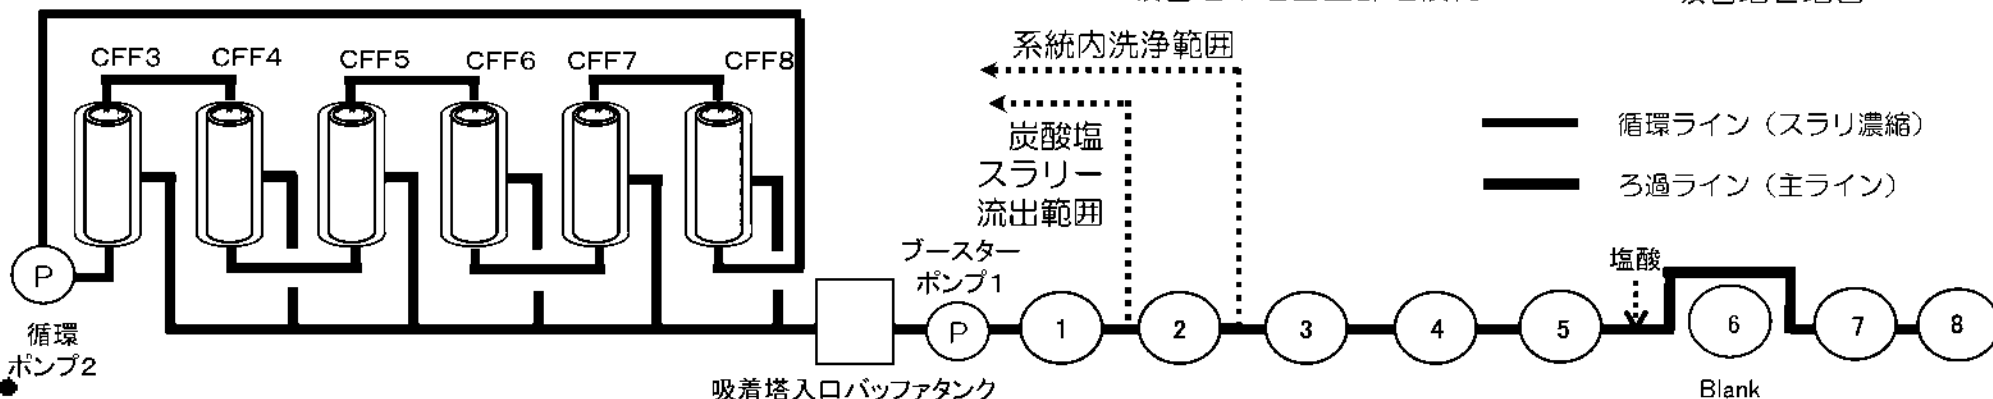 CFF3
CFF4
CFF5
CFF6
CFF7
CFF8
系統内洗浄範囲
炭酸塩
スラリー
流出範囲
循環ライン（スラリ濃縮）
ろ過ライン（主ライン）
ブースター
ポンプ1
塩酸
P
P
1
2
3
4
5
6
7
8
循環
ポンプ2
吸着塔入口バッファタンク
Blank